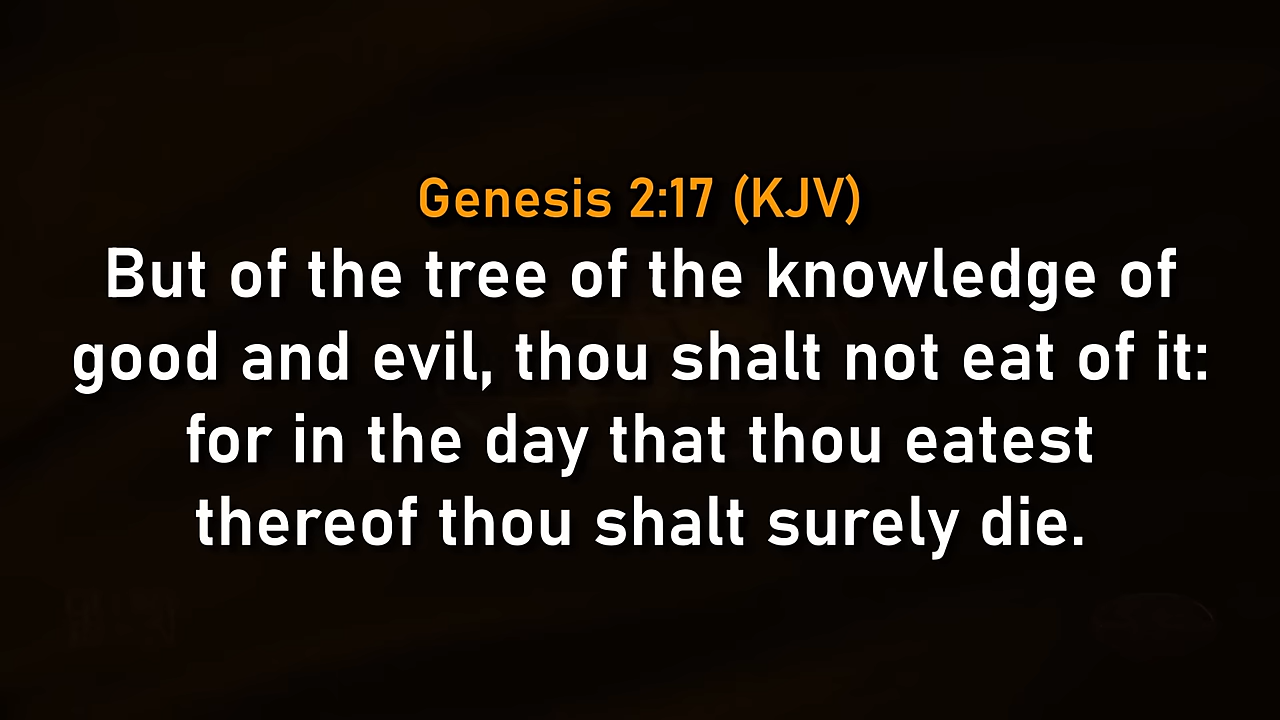 Genesis 2:17 (KJV)
But of the tree of the knowledge of
good and evil, thou shalt not eat of it:
for in the day that thou eatest
thereof thou shalt surely die.